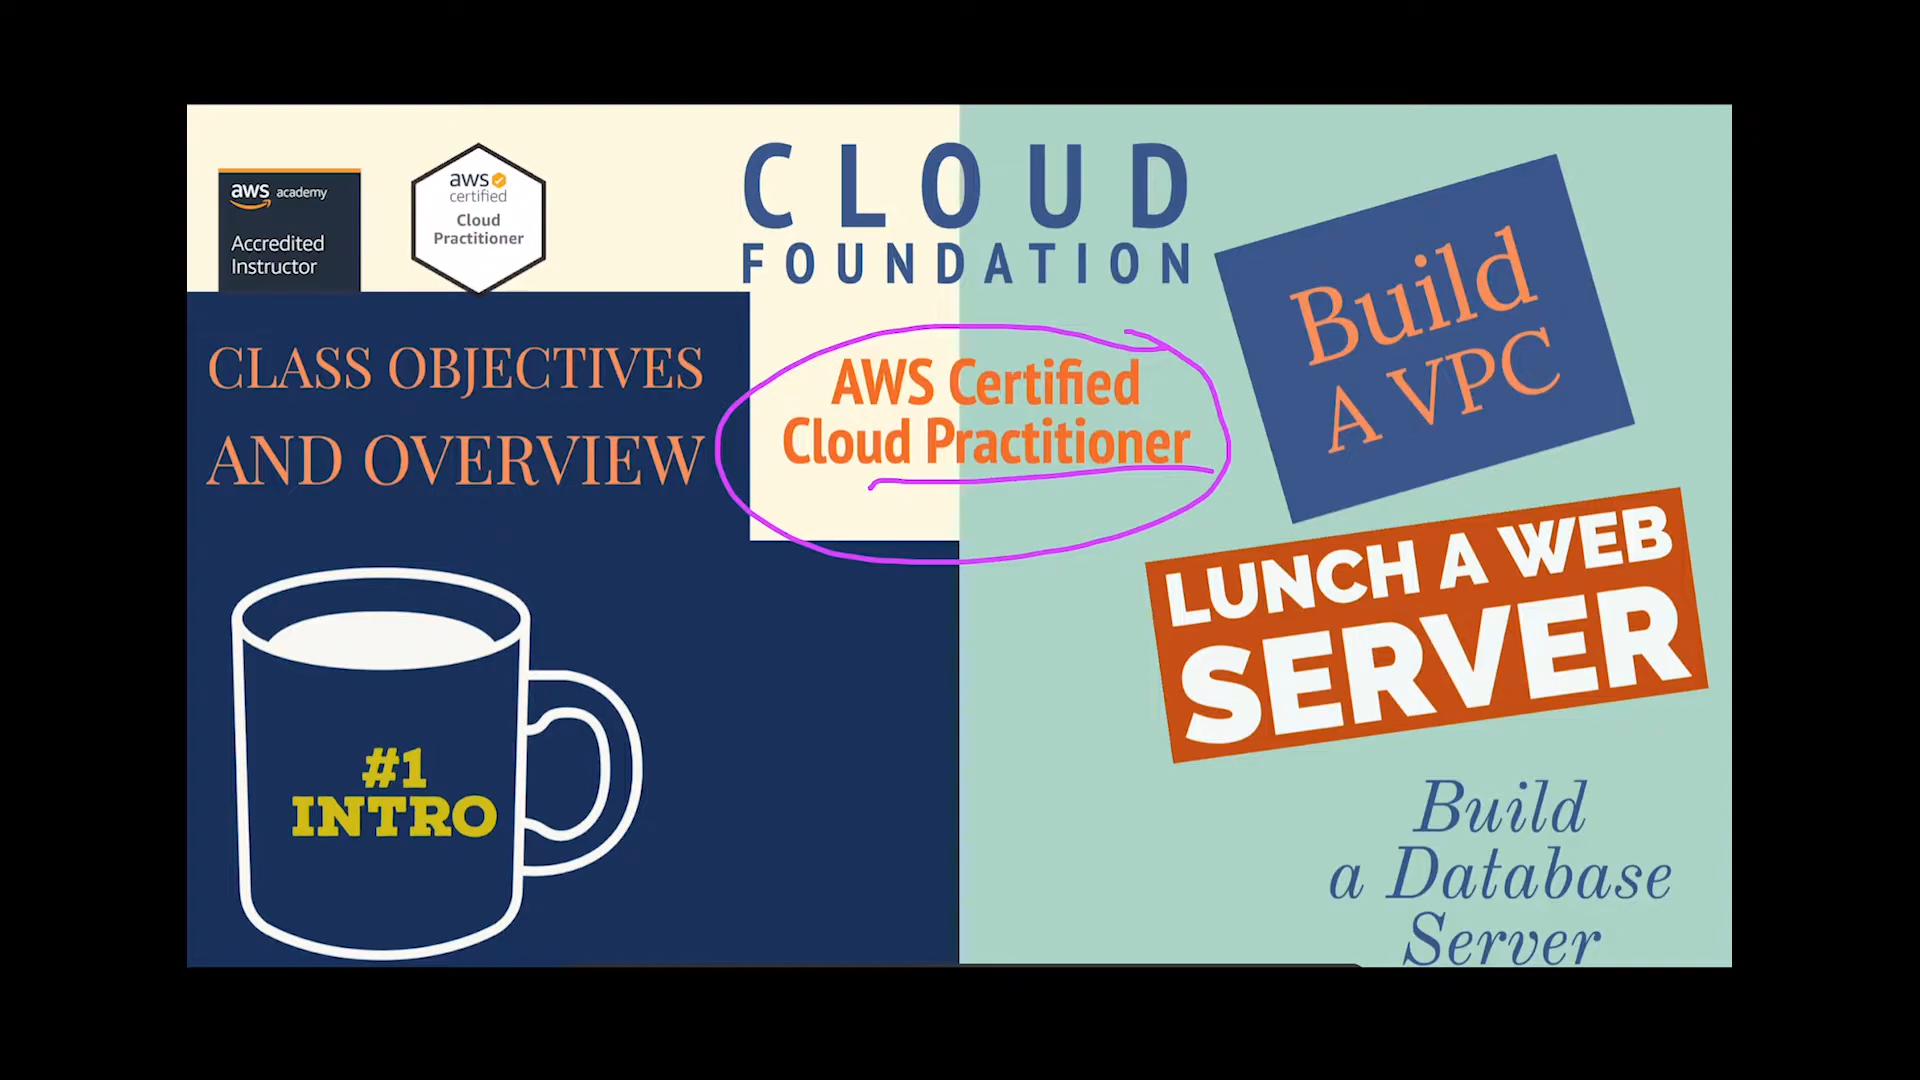 aws academy
Accredited
Instructor
aws
certified
Cloud
Practitioner
CLOUD
FOUNDATION
CLASS OBJECTIVES
AND OVERVIEW
AWS Certified
Cloud Practitioner
Build
A VPC
LUNCH A WEB
SERVER
#1
INTRO
Build
a Database
Server